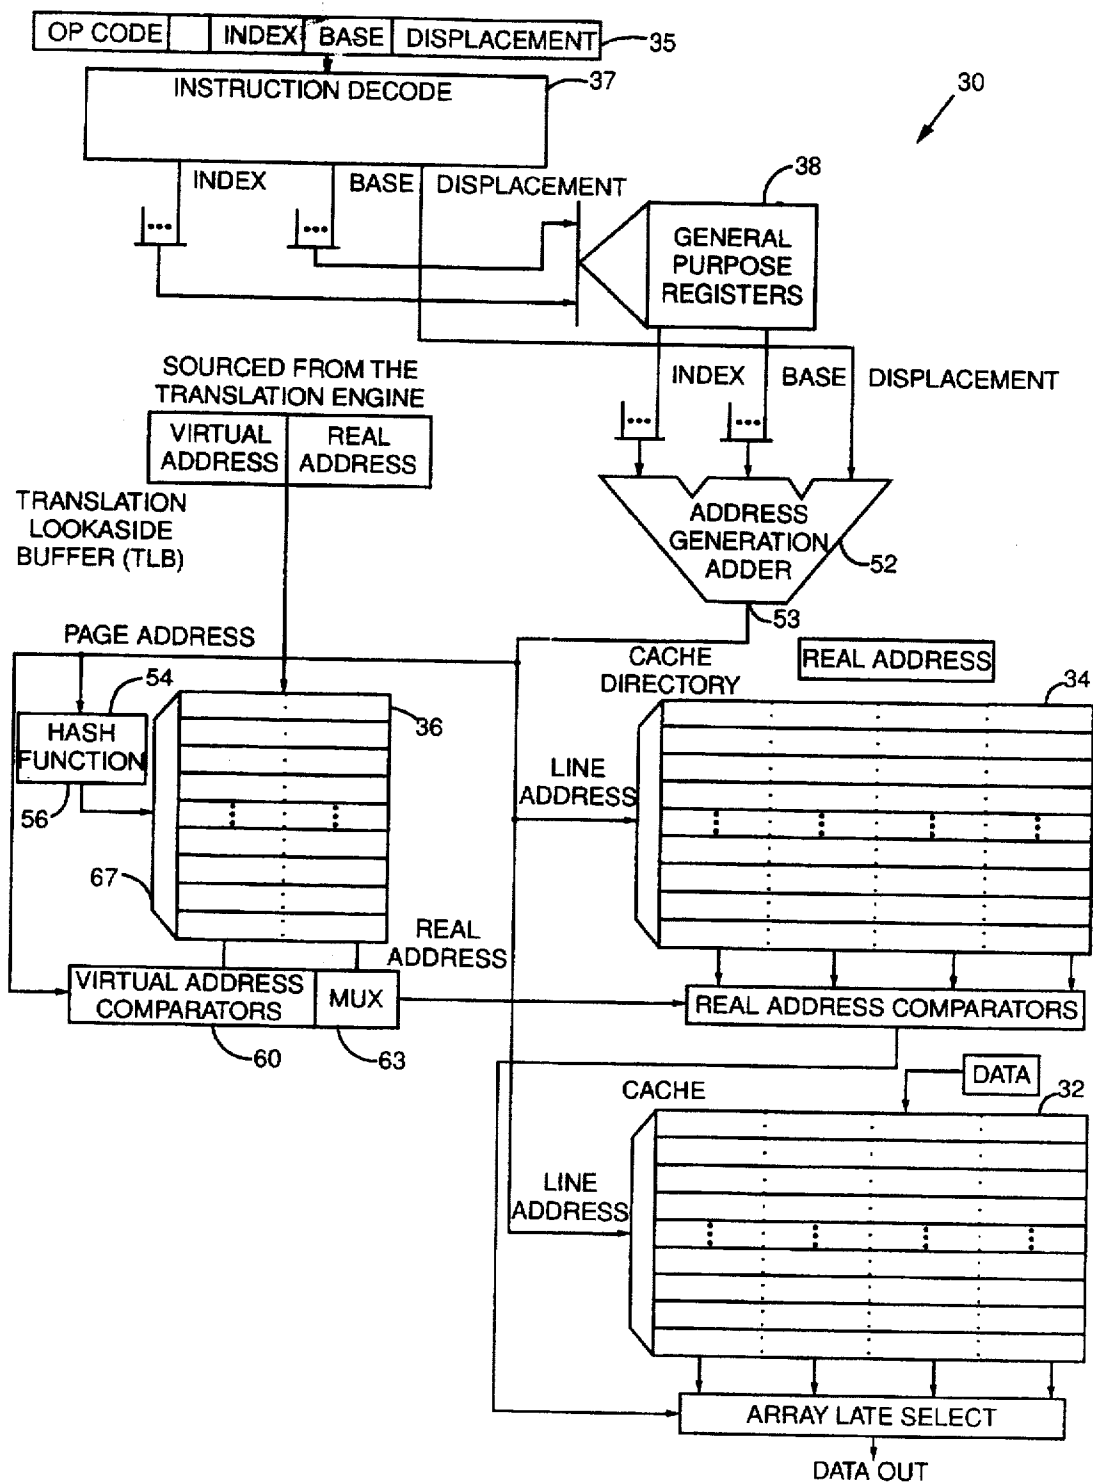 OP CODE INDEX BASE DISPLACEMENT 35
INSTRUCTION DECODE 37
30
INDEX BASE DISPLACEMENT
38
GENERAL
PURPOSE
REGISTERS
SOURCED FROM THE
TRANSLATION ENGINE
INDEX BASE DISPLACEMENT
VIRTUAL
ADDRESS
REAL
ADDRESS
TRANSLATION
LOOKASIDE
BUFFER (TLB)
ADDRESS
GENERATION
ADDER
52
53
PAGE ADDRESS
CACHE
DIRECTORY
REAL ADDRESS
54
34
36
HASH
FUNCTION
56
LINE
ADDRESS
67
REAL
ADDRESS
VIRTUAL ADDRESS
COMPARATORS
MUX
REAL ADDRESS COMPARATORS
60
63
DATA
CACHE
32
LINE
ADDRESS
ARRAY LATE SELECT
DATA OUT